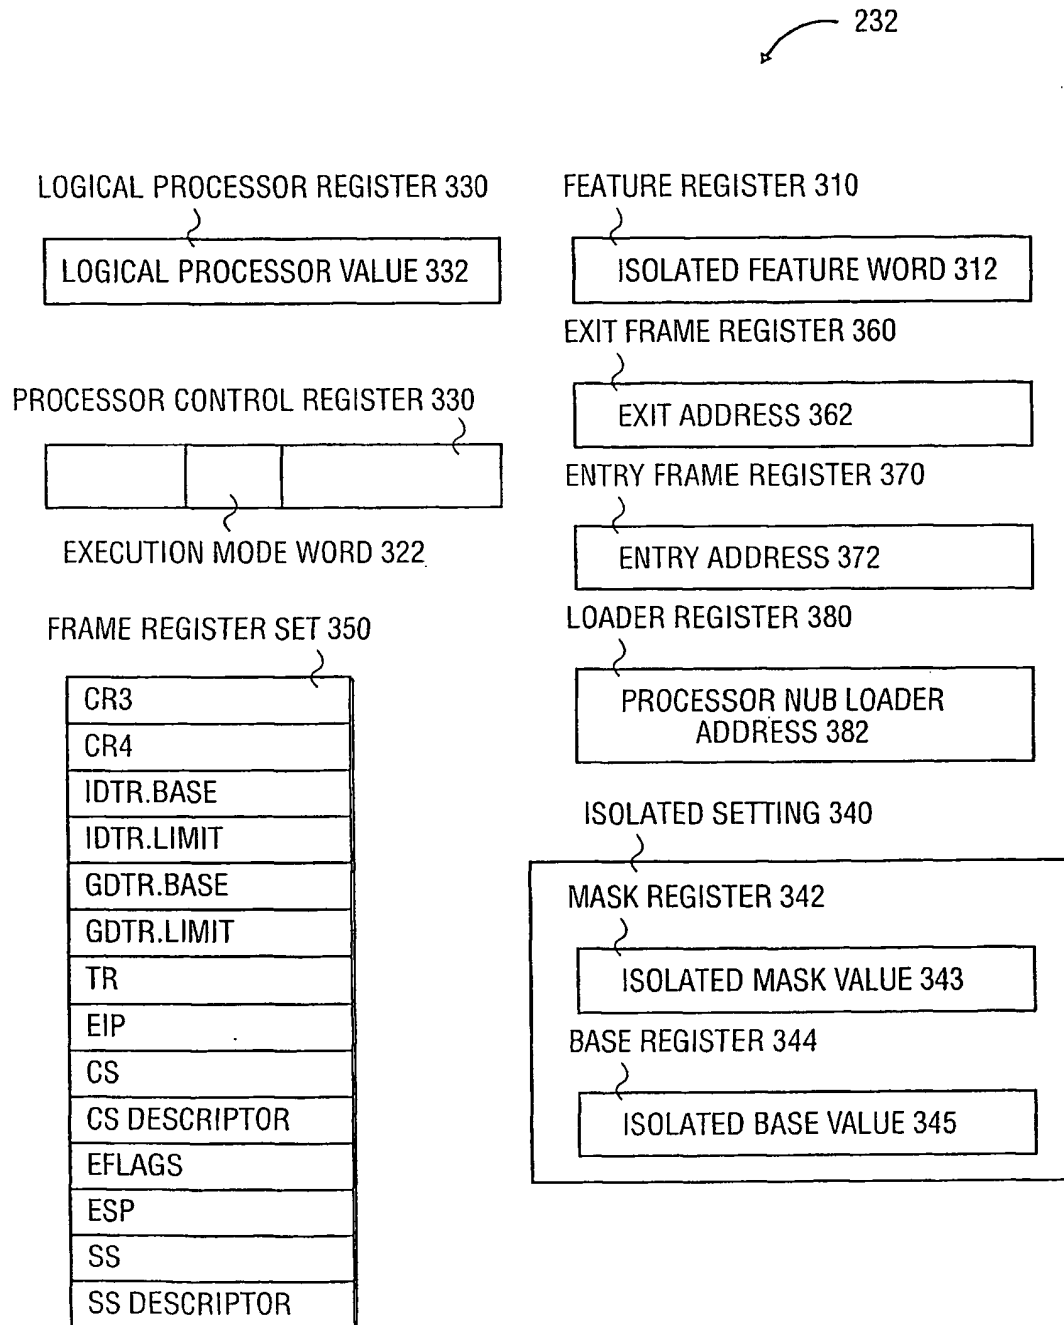 232
LOGICAL PROCESSOR REGISTER 330
LOGICAL PROCESSOR VALUE 332
PROCESSOR CONTROL REGISTER 330
EXECUTION MODE WORD 322
FRAME REGISTER SET 350
CR3
CR4
IDTR.BASE
IDTR.LIMIT
GDTR.BASE
GDTR.LIMIT
TR
EIP
CS
CS DESCRIPTOR
EFLAGS
ESP
SS
SS DESCRIPTOR
FEATURE REGISTER 310
ISOLATED FEATURE WORD 312
EXIT FRAME REGISTER 360
EXIT ADDRESS 362
ENTRY FRAME REGISTER 370
ENTRY ADDRESS 372
LOADER REGISTER 380
PROCESSOR NUB LOADER
ADDRESS 382
ISOLATED SETTING 340
MASK REGISTER 342
ISOLATED MASK VALUE 343
BASE REGISTER 344
ISOLATED BASE VALUE 345